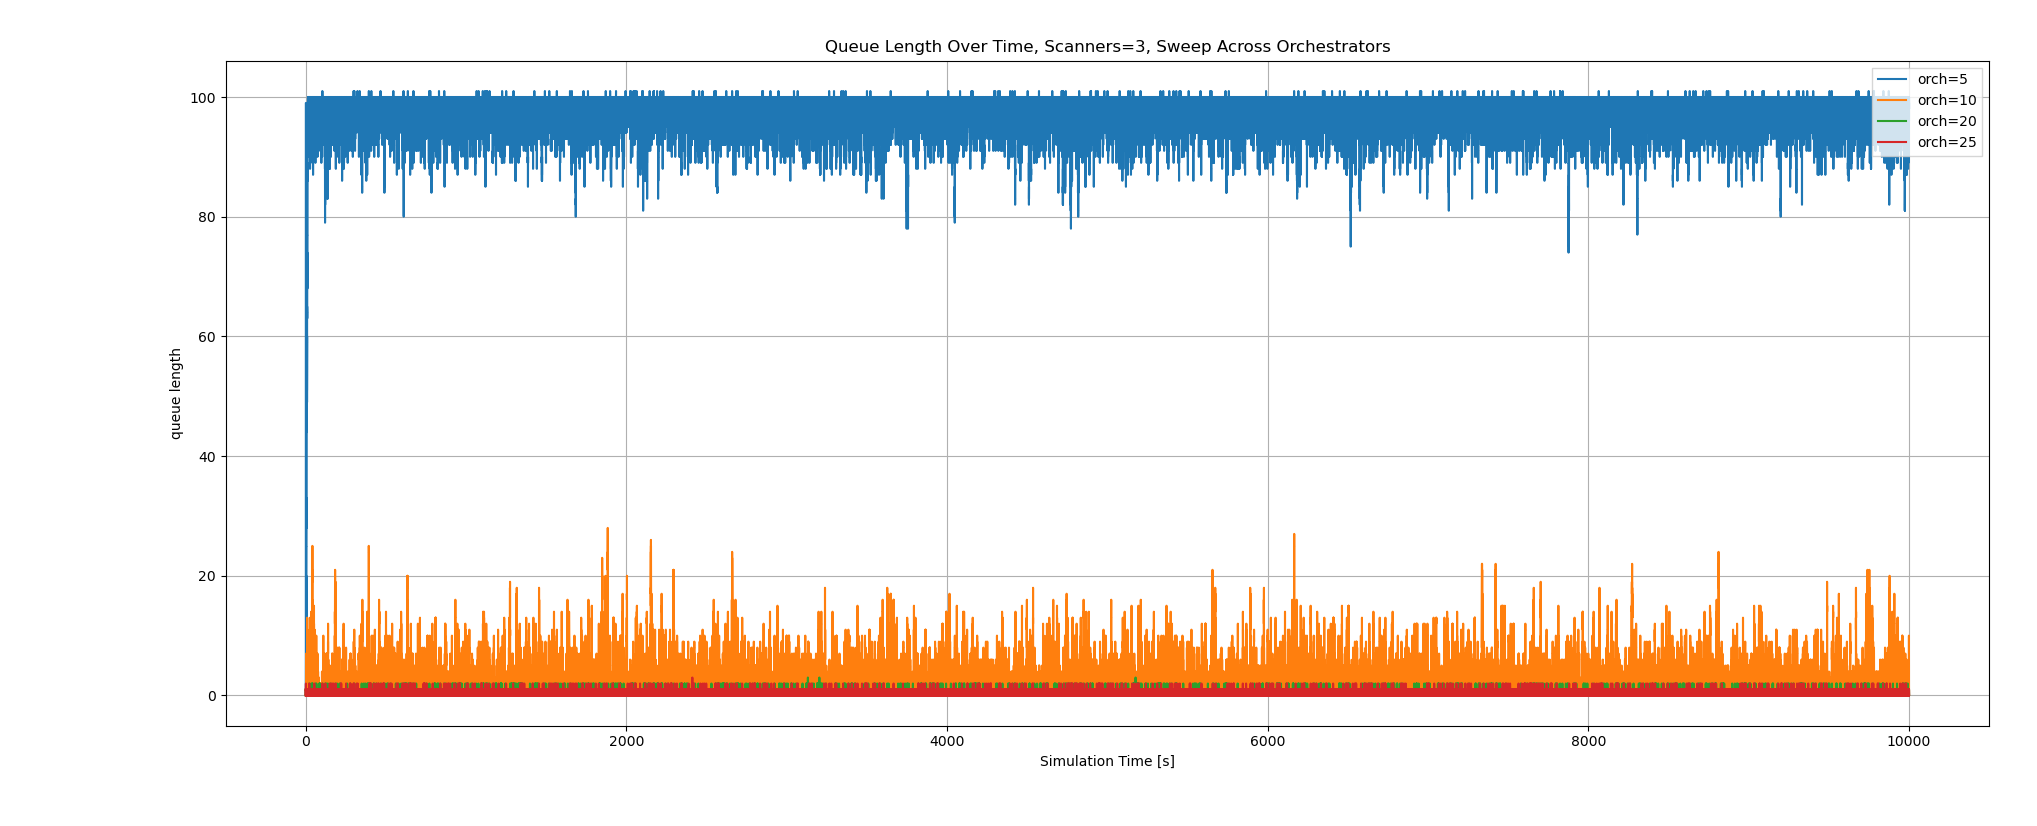 Queue Length Over Time, Scanners=3, Sweep Across Orchestrators
orch=5
orch=10
orch=20
orch=25
100
80
60
40
20
0
queue length
0 2000 4000 6000 8000 10000
Simulation Time [s]